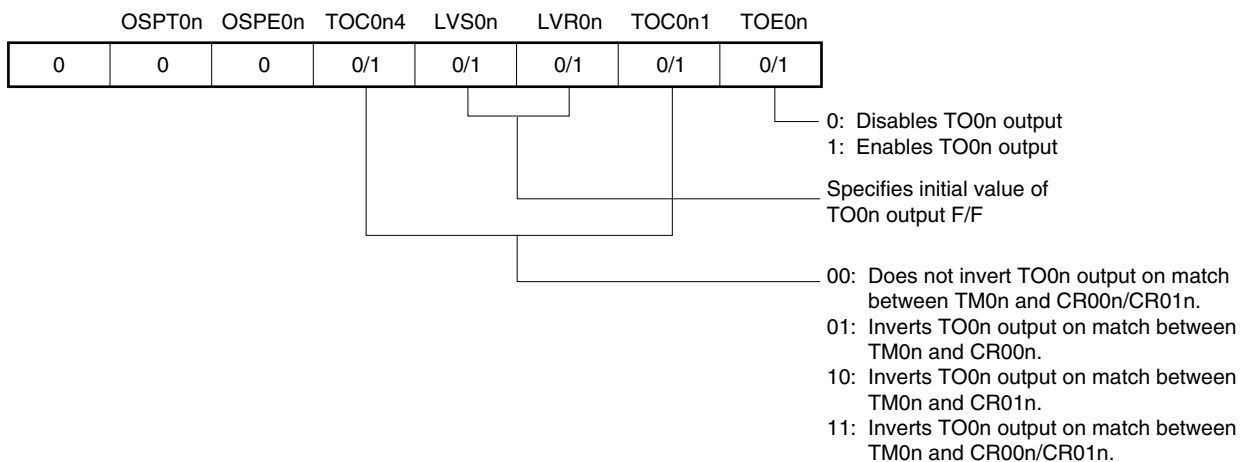 OSPT0n OSPE0n TOC0n4 LVS0n LVR0n TOC0n1 TOE0n
0 0 0 0/1 0/1 0/1 0/1 0/1
0: Disables TO0n output
1: Enables TO0n output
Specifies initial value of
TO0n output F/F
00: Does not invert TO0n output on match
between TM0n and CR00n/CR01n.
01: Inverts TO0n output on match between
TM0n and CR00n.
10: Inverts TO0n output on match between
TM0n and CR01n.
11: Inverts TO0n output on match between
TM0n and CR00n/CR01n.